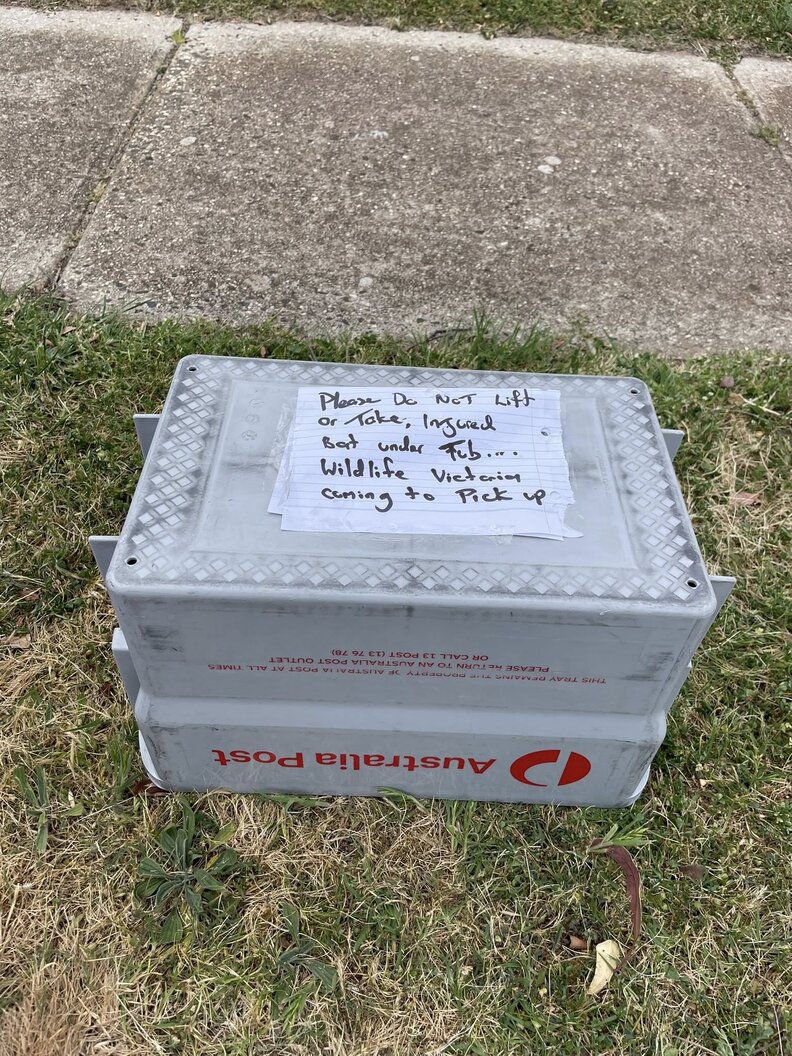 Please Do NOT Lift
or Take, Injured
Bat under Tub....
Wildlife Victoria
coming to Pick up
THIS TRAY REMAINS THE PROPERTY OF AUSTRALIA POST AT ALL TIMES
PLEASE RETURN TO AN AUSTRALIA POST OUTLET
OR CALL 13 POST (13 76 78)
Australia Post